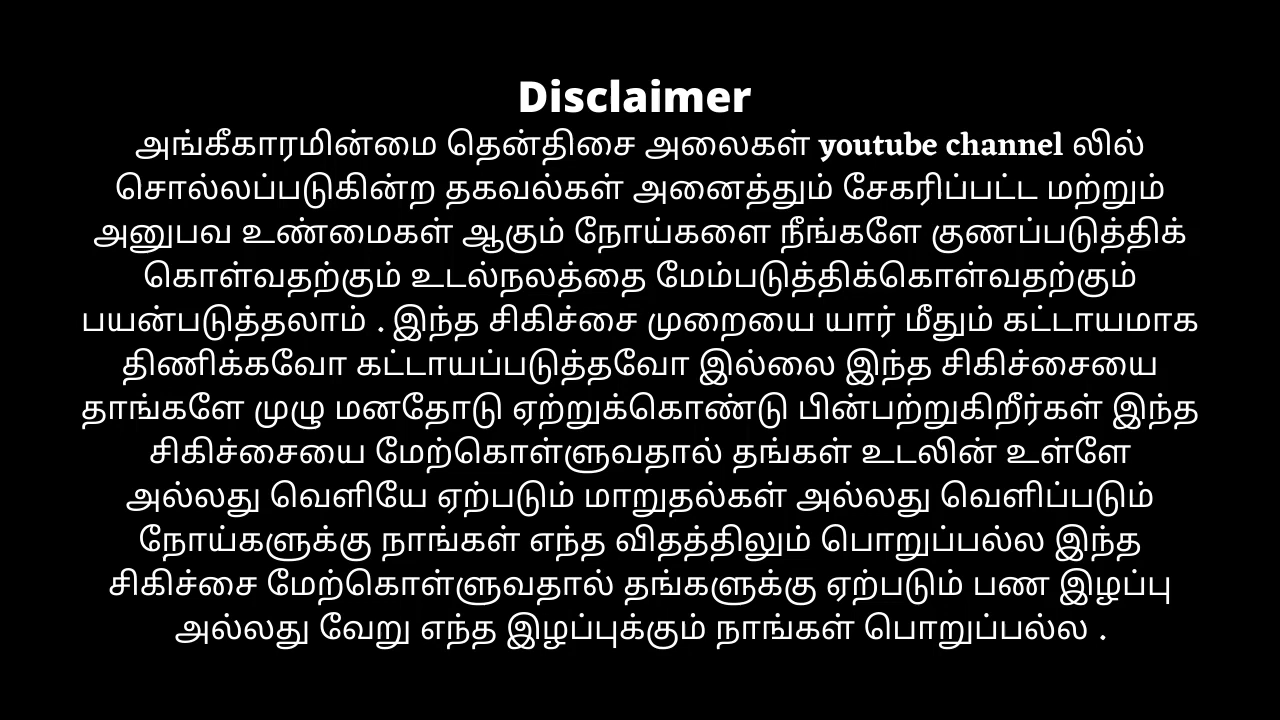 Disclaimer
அங்கீகாரமின்மை தென்திசை அலைகள் youtube channel லில்
சொல்லப்படுகின்ற தகவல்கள் அனைத்தும் சேகரிப்பட்ட மற்றும்
அனுபவ உண்மைகள் ஆகும் நோய்களை நீங்களே குணப்படுத்திக்
கொள்வதற்கும் உடல்நலத்தை மேம்படுத்திக்கொள்வதற்கும்
பயன்படுத்தலாம் . இந்த சிகிச்சை முறையை யார் மீதும் கட்டாயமாக
திணிக்கவோ கட்டாயப்படுத்தவோ இல்லை இந்த சிகிச்சையை
தாங்களே முழு மனதோடு ஏற்றுக்கொண்டு பின்பற்றுகிறீர்கள் இந்த
சிகிச்சையை மேற்கொள்ளுவதால் தங்கள் உடலின் உள்ளே
அல்லது வெளியே ஏற்படும் மாறுதல்கள் அல்லது வெளிப்படும்
நோய்களுக்கு நாங்கள் எந்த விதத்திலும் பொறுப்பல்ல இந்த
சிகிச்சை மேற்கொள்ளுவதால் தங்களுக்கு ஏற்படும் பண இழப்பு
அல்லது வேறு எந்த இழப்புக்கும் நாங்கள் பொறுப்பல்ல .